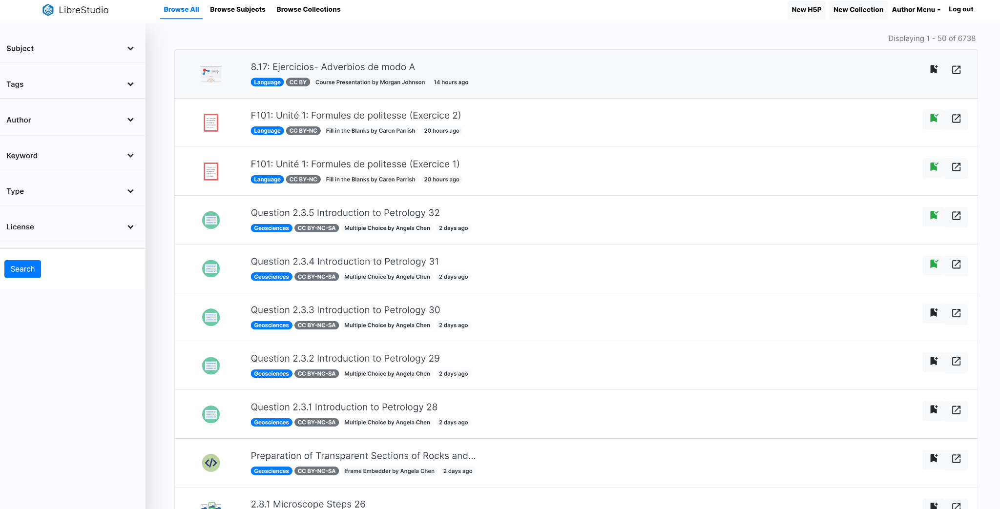 LibreStudio Browse All Browse Subjects Browse Collections New H5P New Collection Author Menu Log out
Displaying 1 - 50 of 6738
Subject
Tags
Author
Keyword
Type
License
Search
8.17: Ejercicios- Adverbios de modo A
Language CC BY Course Presentation by Morgan Johnson 14 hours ago
F101: Unité 1: Formules de politesse (Exercice 2)
Language CC BY-NC Fill in the Blanks by Caren Parrish 20 hours ago
F101: Unité 1: Formules de politesse (Exercice 1)
Language CC BY-NC Fill in the Blanks by Caren Parrish 20 hours ago
Question 2.3.5 Introduction to Petrology 32
Geosciences CC BY-NC-SA Multiple Choice by Angela Chen 2 days ago
Question 2.3.4 Introduction to Petrology 31
Geosciences CC BY-NC-SA Multiple Choice by Angela Chen 2 days ago
Question 2.3.3 Introduction to Petrology 30
Geosciences CC BY-NC-SA Multiple Choice by Angela Chen 2 days ago
Question 2.3.2 Introduction to Petrology 29
Geosciences CC BY-NC-SA Multiple Choice by Angela Chen 2 days ago
Question 2.3.1 Introduction to Petrology 28
Geosciences CC BY-NC-SA Multiple Choice by Angela Chen 2 days ago
Preparation of Transparent Sections of Rocks and...
Geosciences CC BY-NC-SA Iframe Embedder by Angela Chen 2 days ago
2.8.1 Microscope Steps 26